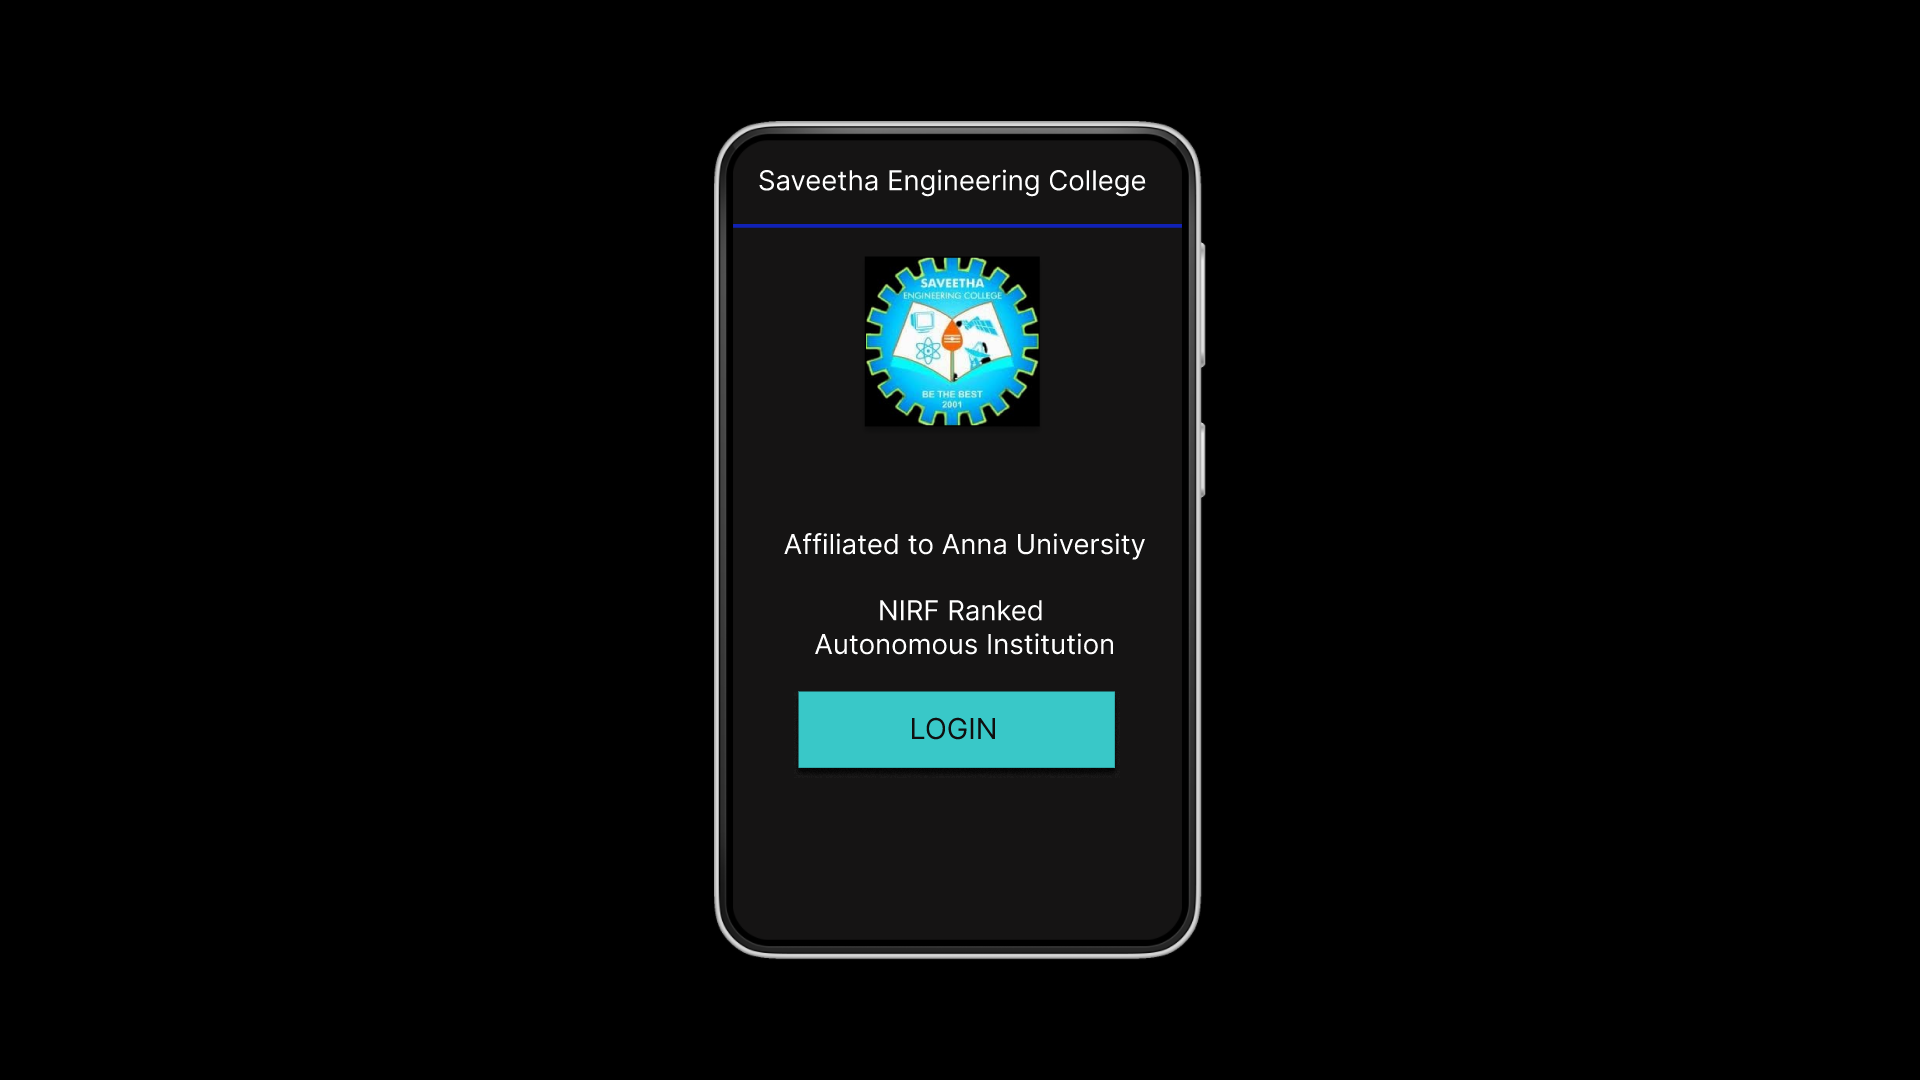 Saveetha Engineering College
SAVEETHA
ENGINEERING COLLEGE
BE THE BEST
2001
Affiliated to Anna University
NIRF Ranked
Autonomous Institution
LOGIN